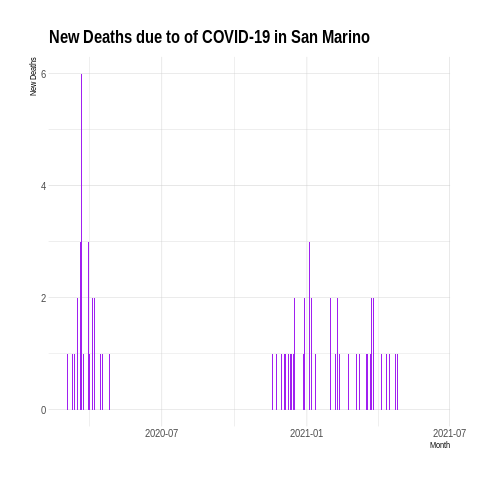 New Deaths due to of COVID-19 in San Marino
New Deaths
6
4
2
0
2020-07
2021-01
2021-07
Month